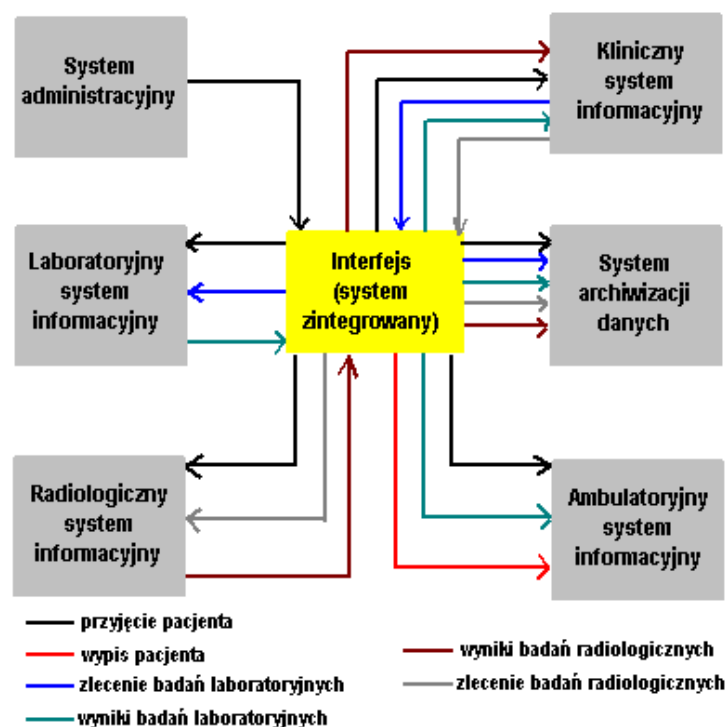 System
administracyjny
Kliniczny
system
informacyjny
Laboratoryjny
system
informacyjny
Interfejs
(system
zintegrowany)
System
archiwizacji
danych
Radiologiczny
system
informacyjny
Ambulatoryjny
system
informacyjny
przyjęcie pacjenta
wypis pacjenta
zlecenie badań laboratoryjnych
wyniki badań laboratoryjnych
wyniki badań radiologicznych
zlecenie badań radiologicznych